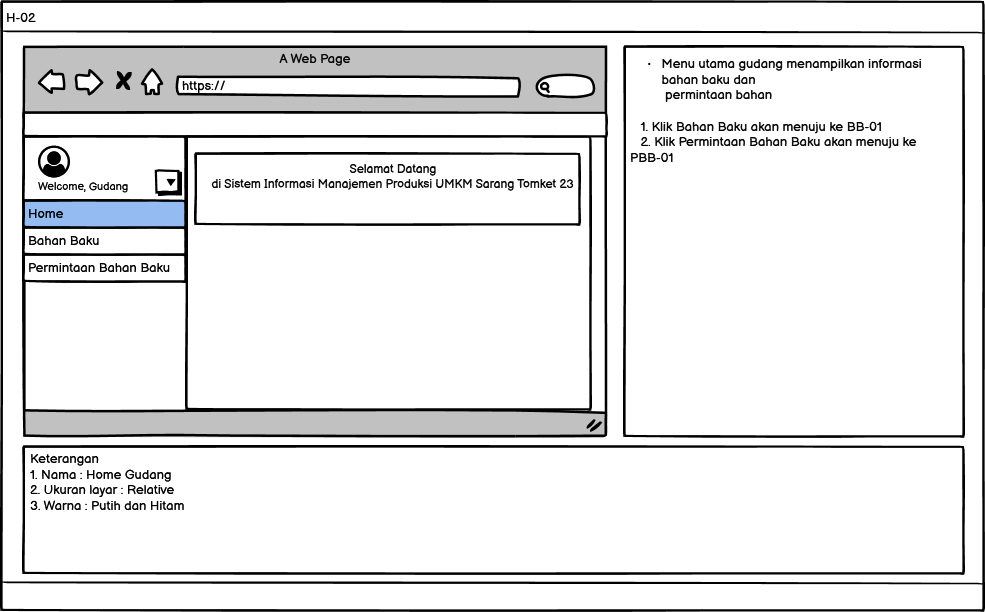 H-02
A Web Page
https://
Welcome, Gudang
Home
Bahan Baku
Permintaan Bahan Baku
Selamat Datang
di Sistem Informasi Manajemen Produksi UMKM Sarang Tomket 23
· Menu utama gudang menampilkan informasi
bahan baku dan
permintaan bahan
1. Klik Bahan Baku akan menuju ke BB-01
2. Klik Permintaan Bahan Baku akan menuju ke
PBB-01
Keterangan
1. Nama : Home Gudang
2. Ukuran layar : Relative
3. Warna : Putih dan Hitam